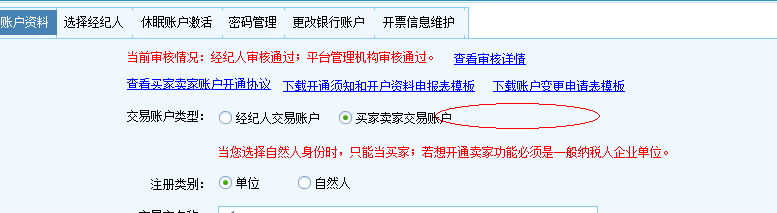 账户资料 选择经纪人 休眠账户激活 密码管理 更改银行账户 开票信息维护
当前审核情况：经纪人审核通过；平台管理机构审核通过。 查看审核详情
查看买家卖家账户开通协议 下载开通须知和开户资料申报表模板 下载账户变更申请表模板
交易账户类型： 经纪人交易账户 买家卖家交易账户
当您选择自然人身份时，只能当买家；若想开通卖家功能必须是一般纳税人企业单位。
注册类别： 单位 自然人